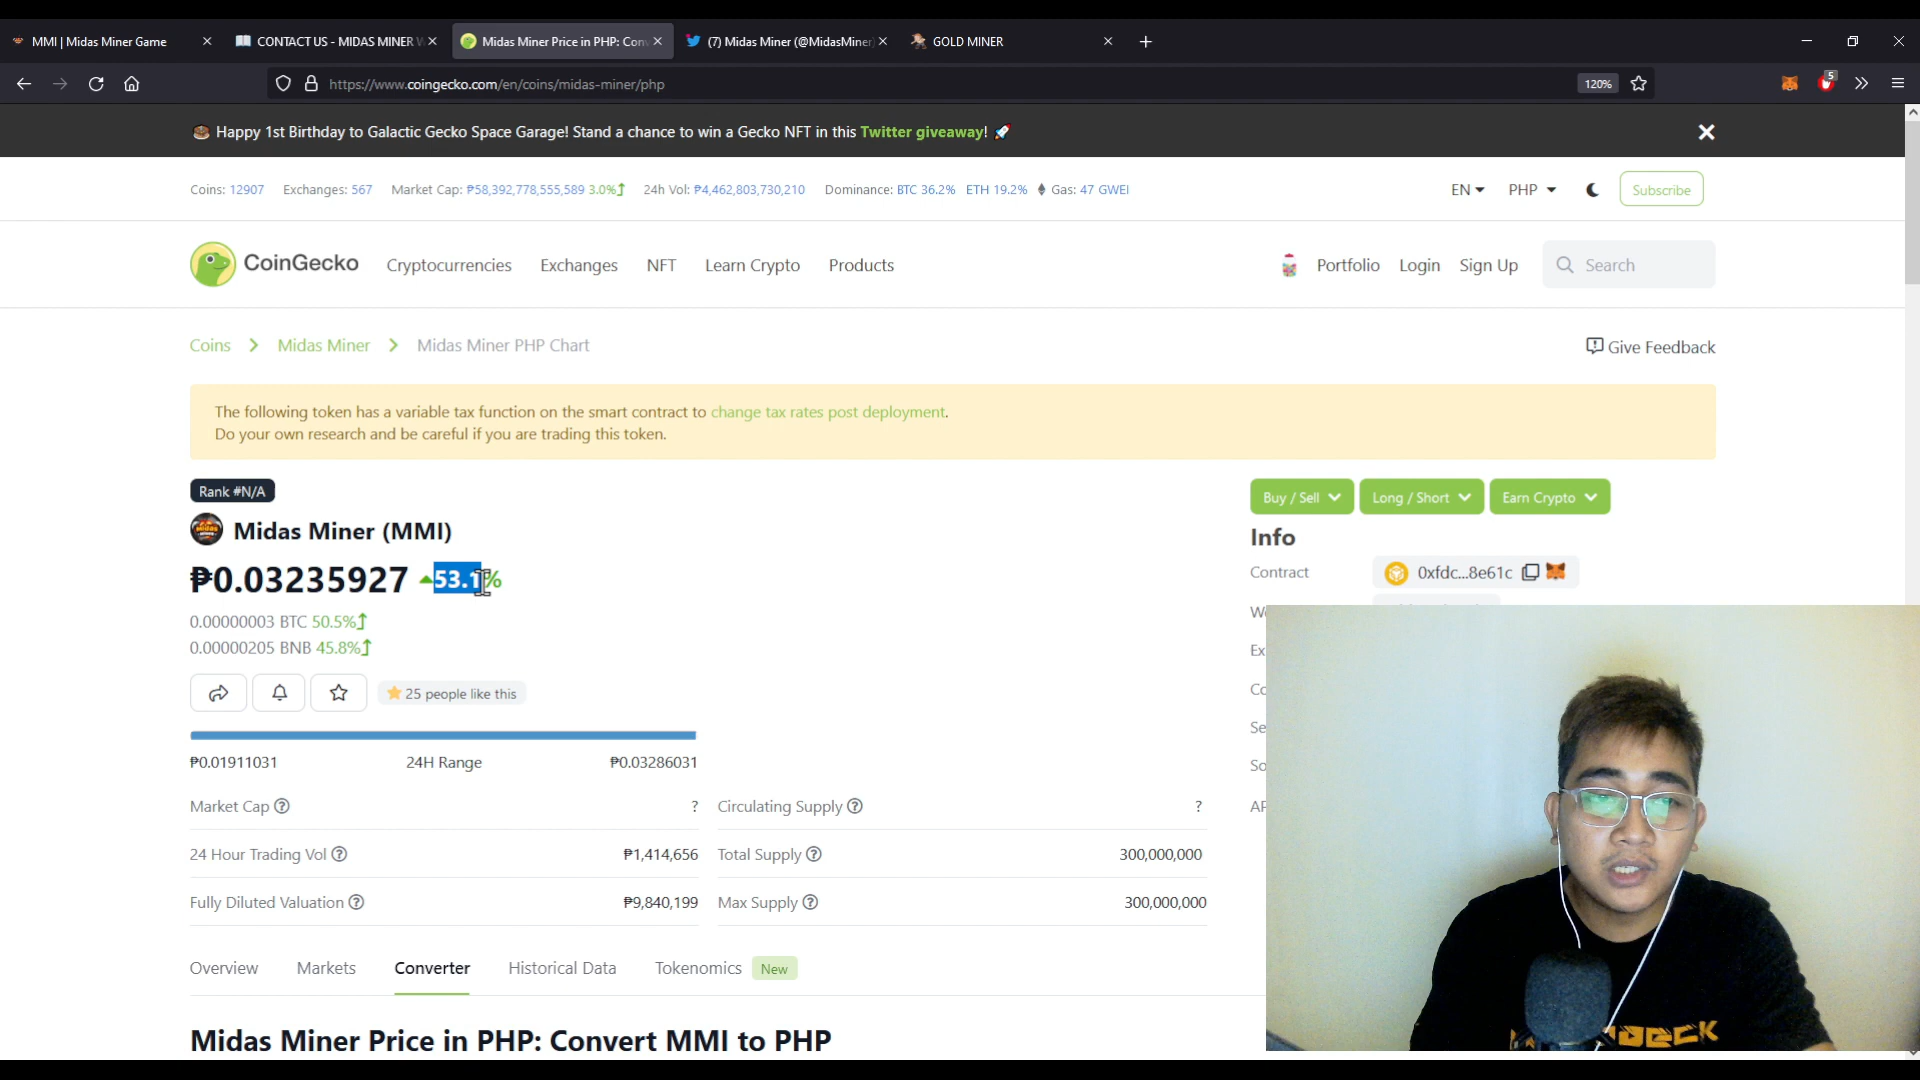 MMI | Midas Miner Game
CONTACT US - MIDAS MINER
Midas Miner Price in PHP: Con
(7) Midas Miner (@MidasMiner
GOLD MINER
https://www.coingecko.com/en/coins/midas-miner/php
120%
5
Happy 1st Birthday to Galactic Gecko Space Garage! Stand a chance to win a Gecko NFT in this Twitter giveaway! 🚀
Coins: 12907 Exchanges: 567 Market Cap: ₱58,392,778,555,589 3.0% 24h Vol: ₱4,462,803,730,210 Dominance: BTC 36.2% ETH 19.2% Gas: 47 GWEI
EN PHP Subscribe
CoinGecko Cryptocurrencies Exchanges NFT Learn Crypto Products
Portfolio Login Sign Up Search
Coins > Midas Miner > Midas Miner PHP Chart
Give Feedback
The following token has a variable tax function on the smart contract to change tax rates post deployment.
Do your own research and be careful if you are trading this token.
Rank #N/A
Midas Miner (MMI)
₱0.03235927 53.1%
0.00000003 BTC 50.5%
0.00000205 BNB 45.8%
25 people like this
₱0.01911031 24H Range ₱0.03286031
Market Cap ?
Circulating Supply ?
24 Hour Trading Vol ₱1,414,656
Total Supply 300,000,000
Fully Diluted Valuation ₱9,840,199
Max Supply 300,000,000
Buy / Sell Long / Short Earn Crypto
Info
Contract 0xfdc...8e61c
Overview Markets Converter Historical Data Tokenomics New
Midas Miner Price in PHP: Convert MMI to PHP